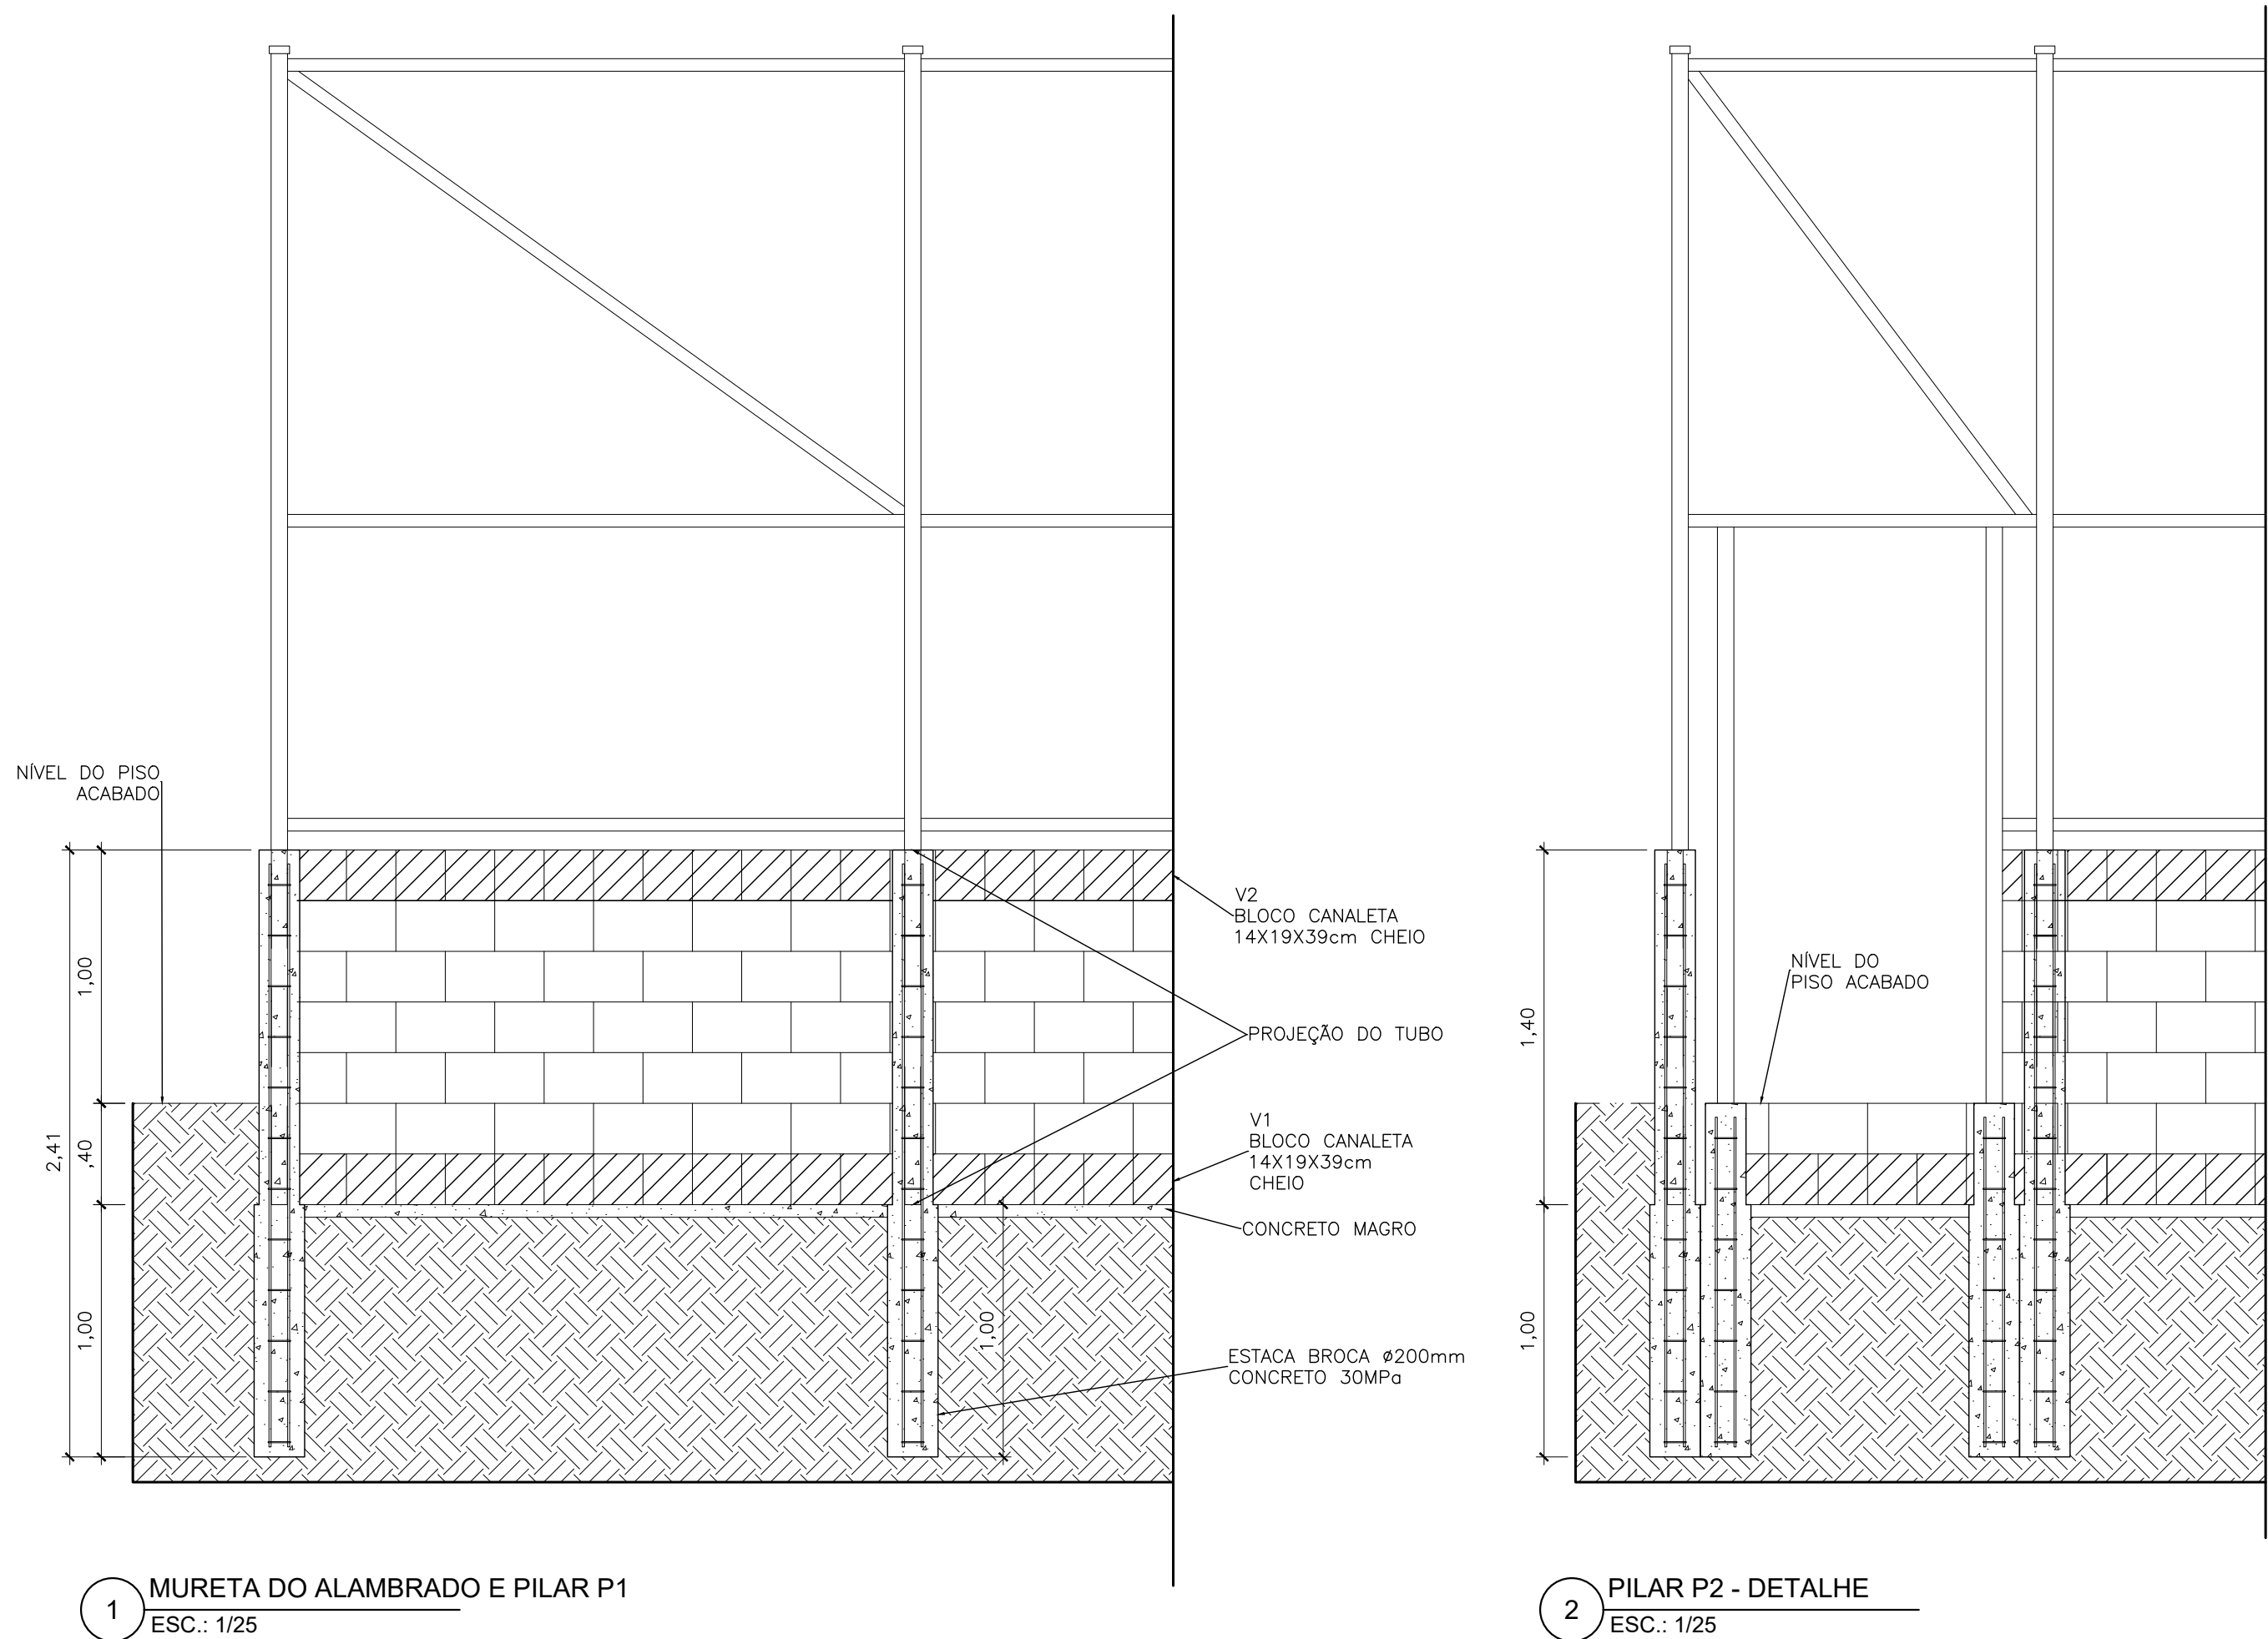 NÍVEL DO PISO
ACABADO
2,41
1,00
,40
1,00
1,00
V2
BLOCO CANALETA
14X19X39cm CHEIO
PROJEÇÃO DO TUBO
V1
BLOCO CANALETA
14X19X39cm
CHEIO
CONCRETO MAGRO
ESTACA BROCA Ø200mm
CONCRETO 30MPa
1 MURETA DO ALAMBRADO E PILAR P1
ESC.: 1/25
NÍVEL DO
PISO ACABADO
1,40
1,00
2 PILAR P2 - DETALHE
ESC.: 1/25